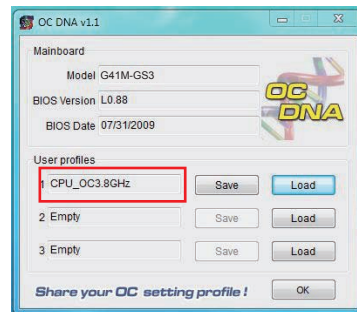 OC DNA v1.1
Mainboard
Model G41M-GS3
BIOS Version L0.88
BIOS Date 07/31/2009
OC DNA
User profiles
1 CPU_OC3.8GHz Save Load
2 Empty Save Load
3 Empty Save Load
Share your OC setting profile! OK